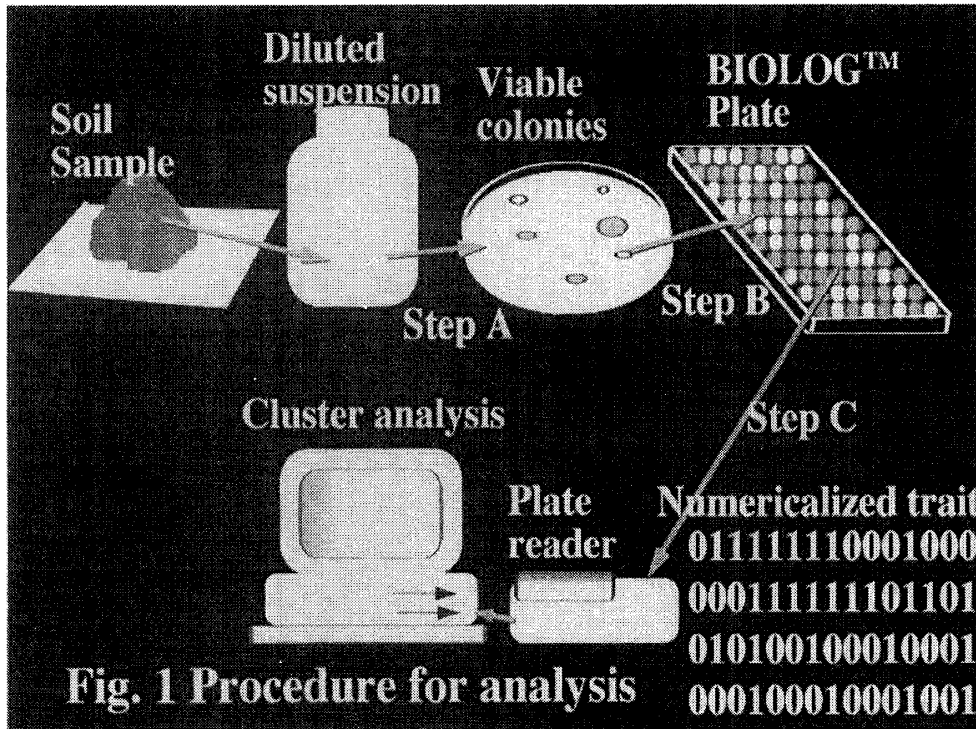 Soil
Sample
Diluted
suspension
Viable
colonies
BIOLOG™
Plate
Step A
Step B
Step C
Cluster analysis
Plate
reader
Numericalized trait
011111110001000
000111111101101
010100100010001
000100010001001
Fig. 1 Procedure for analysis